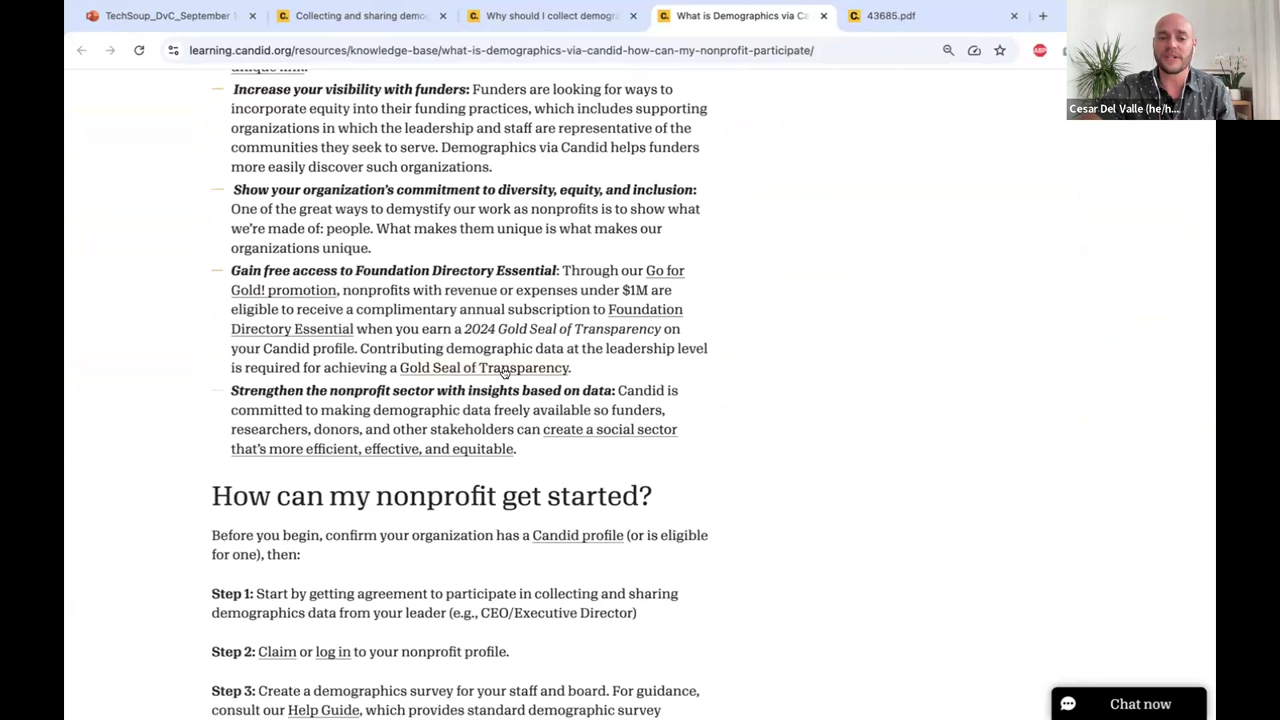 TechSoup_DvC_September
Collecting and sharing demo
Why should I collect demogr
What is Demographics via Ca
43685.pdf
learning.candid.org/resources/knowledge-base/what-is-demographics-via-candid-how-can-my-nonprofit-participate/
ABP
Cesar Del Valle (he/h...
unique link.
Increase your visibility with funders: Funders are looking for ways to
incorporate equity into their funding practices, which includes supporting
organizations in which the leadership and staff are representative of the
communities they seek to serve. Demographics via Candid helps funders
more easily discover such organizations.
Show your organization's commitment to diversity, equity, and inclusion:
One of the great ways to demystify our work as nonprofits is to show what
we're made of: people. What makes them unique is what makes our
organizations unique.
Gain free access to Foundation Directory Essential: Through our Go for
Gold! promotion, nonprofits with revenue or expenses under $1M are
eligible to receive a complimentary annual subscription to Foundation
Directory Essential when you earn a 2024 Gold Seal of Transparency on
your Candid profile. Contributing demographic data at the leadership level
is required for achieving a Gold Seal of Transparency.
Strengthen the nonprofit sector with insights based on data: Candid is
committed to making demographic data freely available so funders,
researchers, donors, and other stakeholders can create a social sector
that's more efficient, effective, and equitable.
How can my nonprofit get started?
Before you begin, confirm your organization has a Candid profile (or is eligible
for one), then:
Step 1: Start by getting agreement to participate in collecting and sharing
demographics data from your leader (e.g., CEO/Executive Director)
Step 2: Claim or log in to your nonprofit profile.
Step 3: Create a demographics survey for your staff and board. For guidance,
consult our Help Guide, which provides standard demographic survey
Chat now